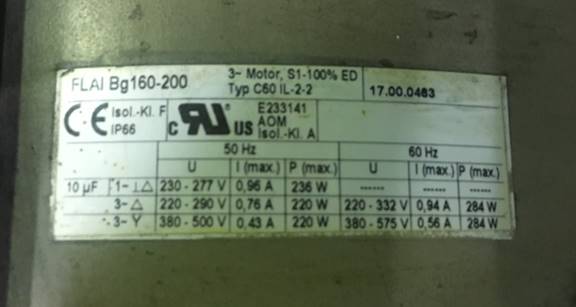 FLAI Bg160-200 3~ Motor, S1-100% ED
Typ C60 IL-2-2 17.00.0463
CE Isol.-Kl. F
IP66
c RU US
E233141
AOM
Isol.-Kl. A
50 Hz 60 Hz
U I (max.) P (max.) U I (max.) P (max.)
10 µF 1~ ⊥△ 230 - 277 V 0,96 A 236 W ------ ------ ------
3~ △ 220 - 290 V 0,76 A 220 W 220 - 332 V 0,94 A 284 W
3~ Y 380 - 500 V 0,43 A 220 W 380 - 575 V 0,56 A 284 W